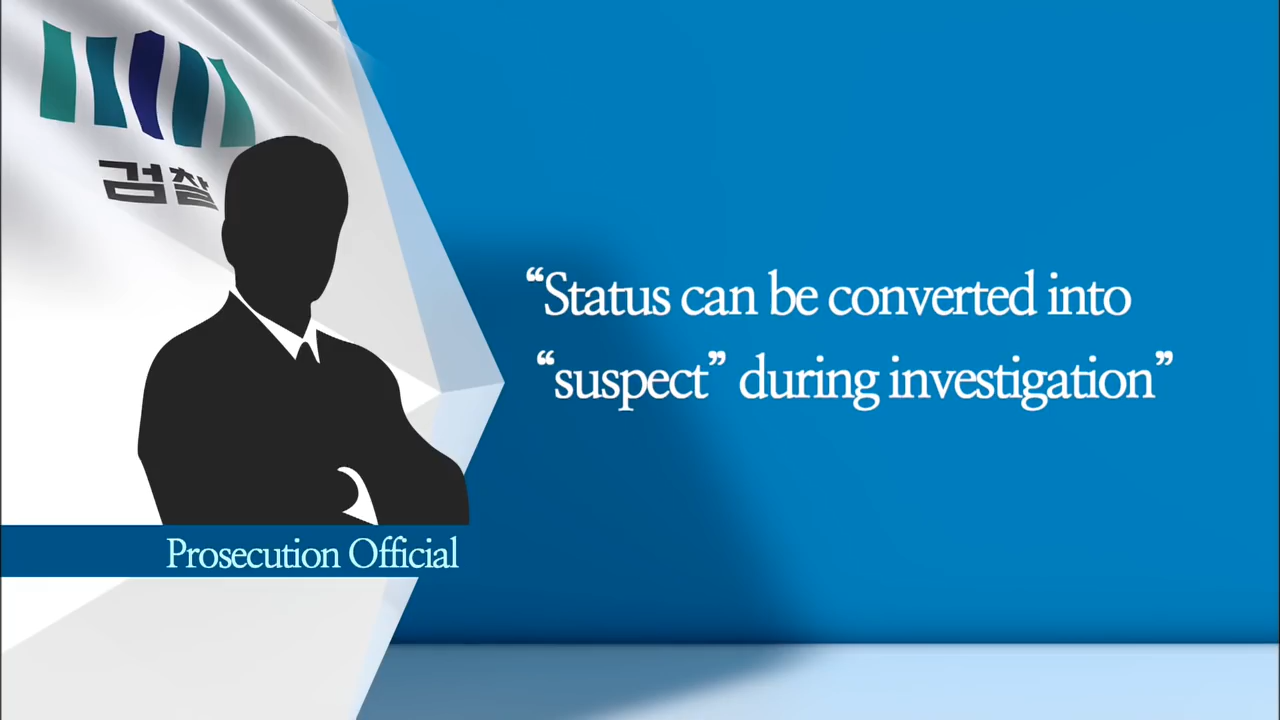 검찰
“Status can be converted into
“suspect” during investigation”
Prosecution Official